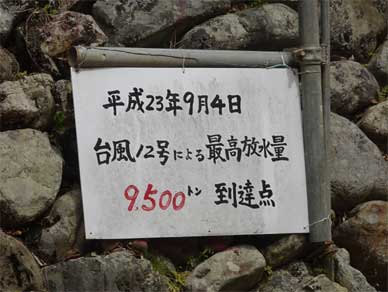 平成23年9月4日
台風12号による最高放水量
9,500トン 到達点